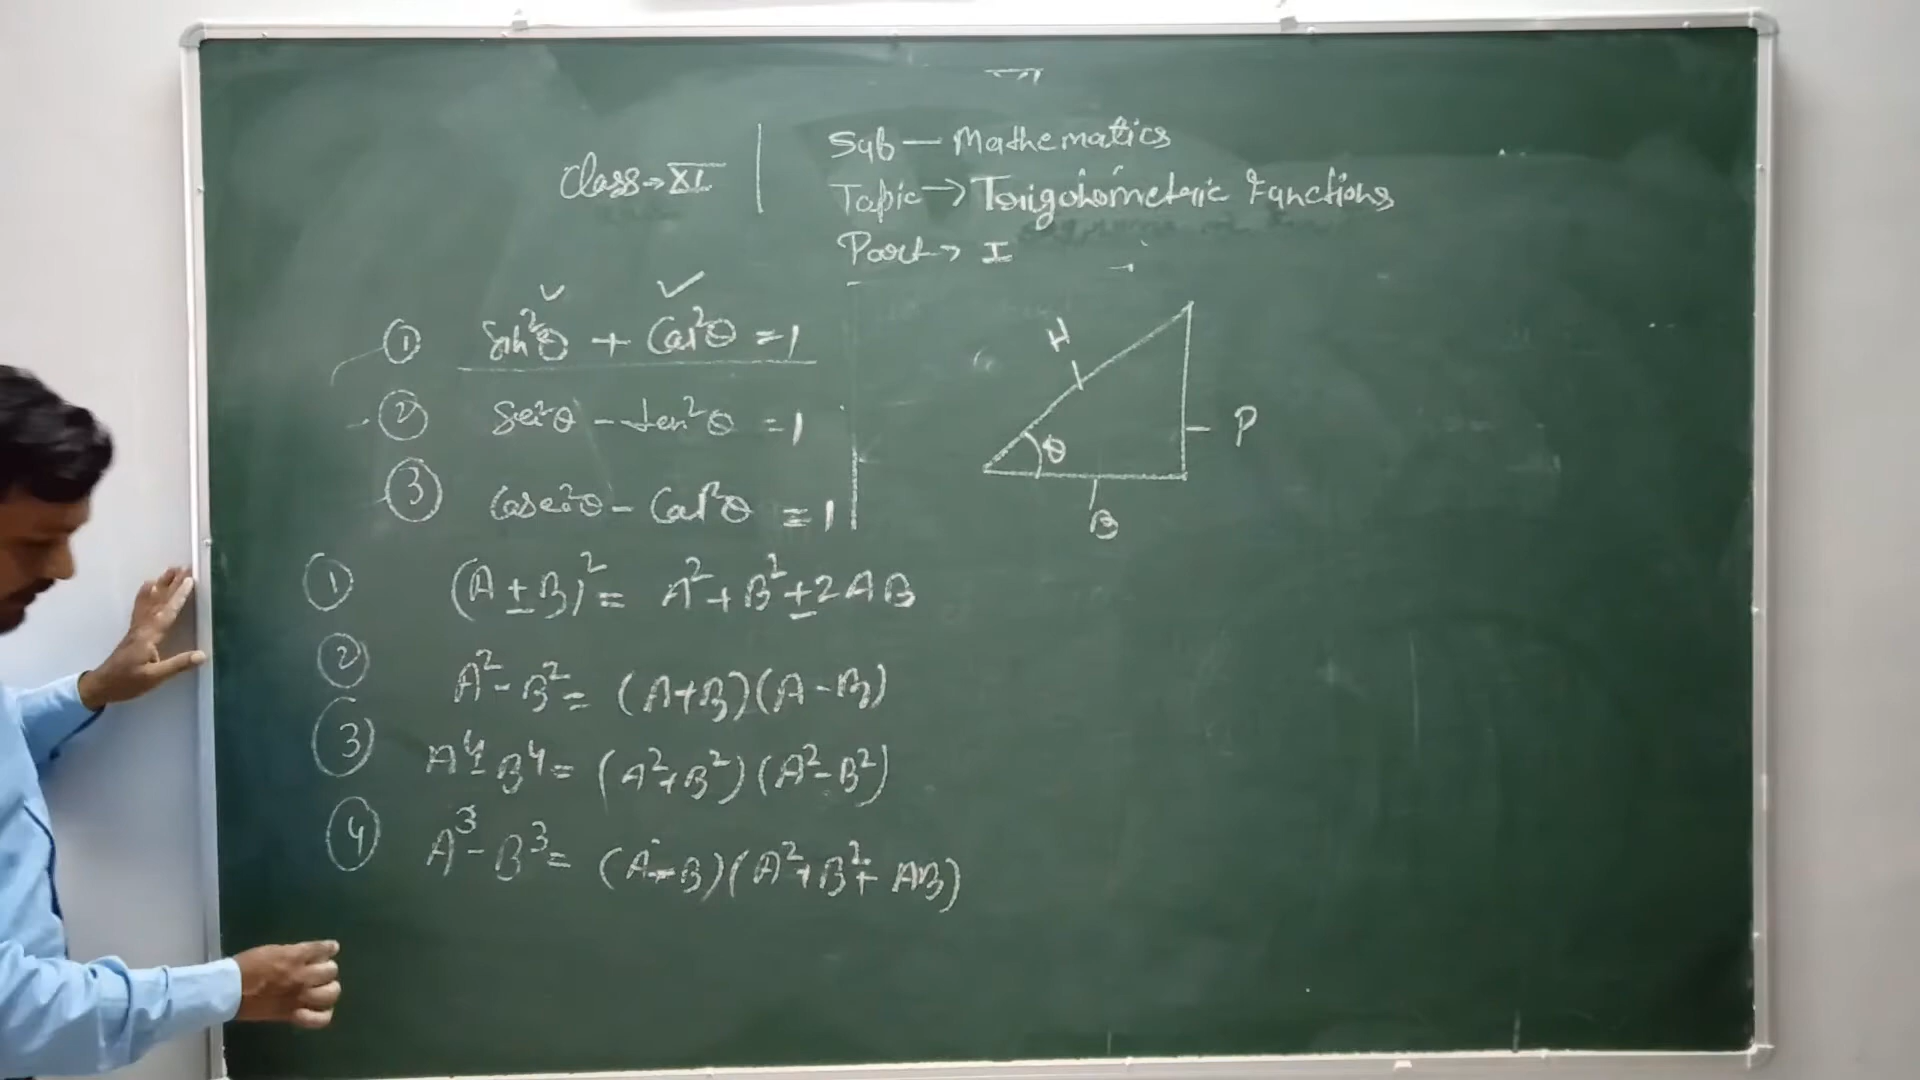 Class→XI
Sub — Mathematics
Topic → Trigonometric Functions
Part → I
① Sin²θ + Cos²θ = 1
② Sec²θ - tan²θ = 1
③ Cosec²θ - Cot²θ = 1
H
θ
P
B
① (A ± B)² = A² + B² ± 2AB
② A² - B² = (A+B)(A-B)
③ A⁴ - B⁴ = (A²+B²)(A²-B²)
④ A³ - B³ = (A-B)(A²+B²+AB)